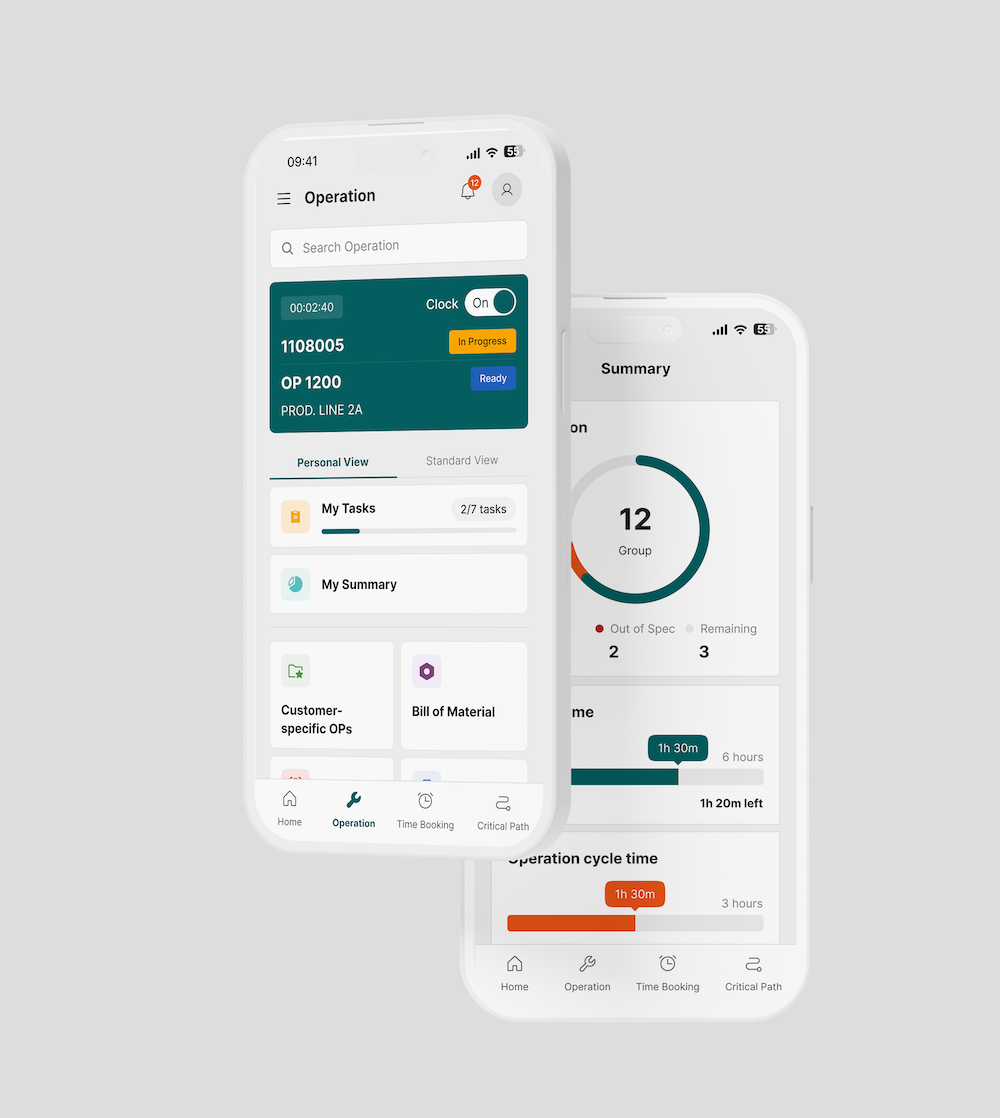 09:41
55
12
Operation
Search Operation
00:02:40
Clock
On
1108005
In Progress
OP 1200
Ready
PROD. LINE 2A
Personal View
Standard View
My Tasks
2/7 tasks
My Summary
Customer-
specific OPs
Bill of Material
Home
Operation
Time Booking
Critical Path
55
Summary
on
12
Group
Out of Spec
Remaining
2
3
me
1h 30m
6 hours
1h 20m left
Operation cycle time
1h 30m
3 hours
Home
Operation
Time Booking
Critical Path